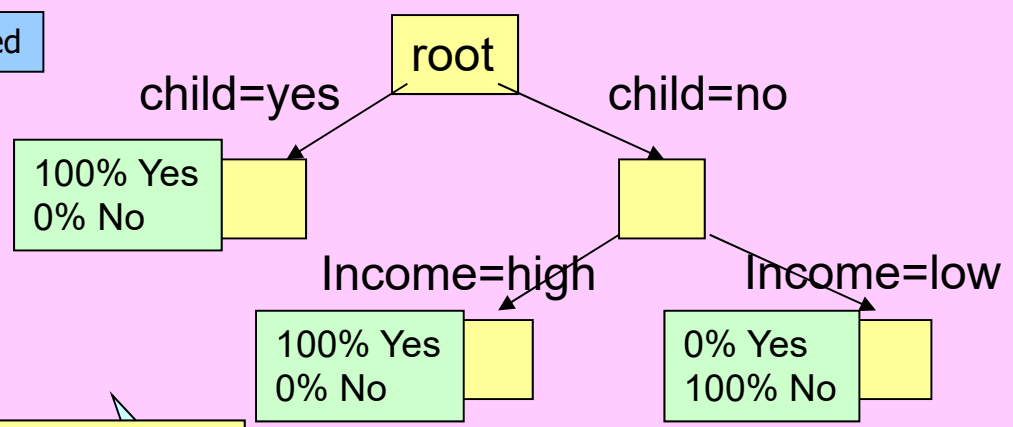 ed
root
child=yes
child=no
100% Yes
0% No
Income=high
Income=low
100% Yes
0% No
0% Yes
100% No